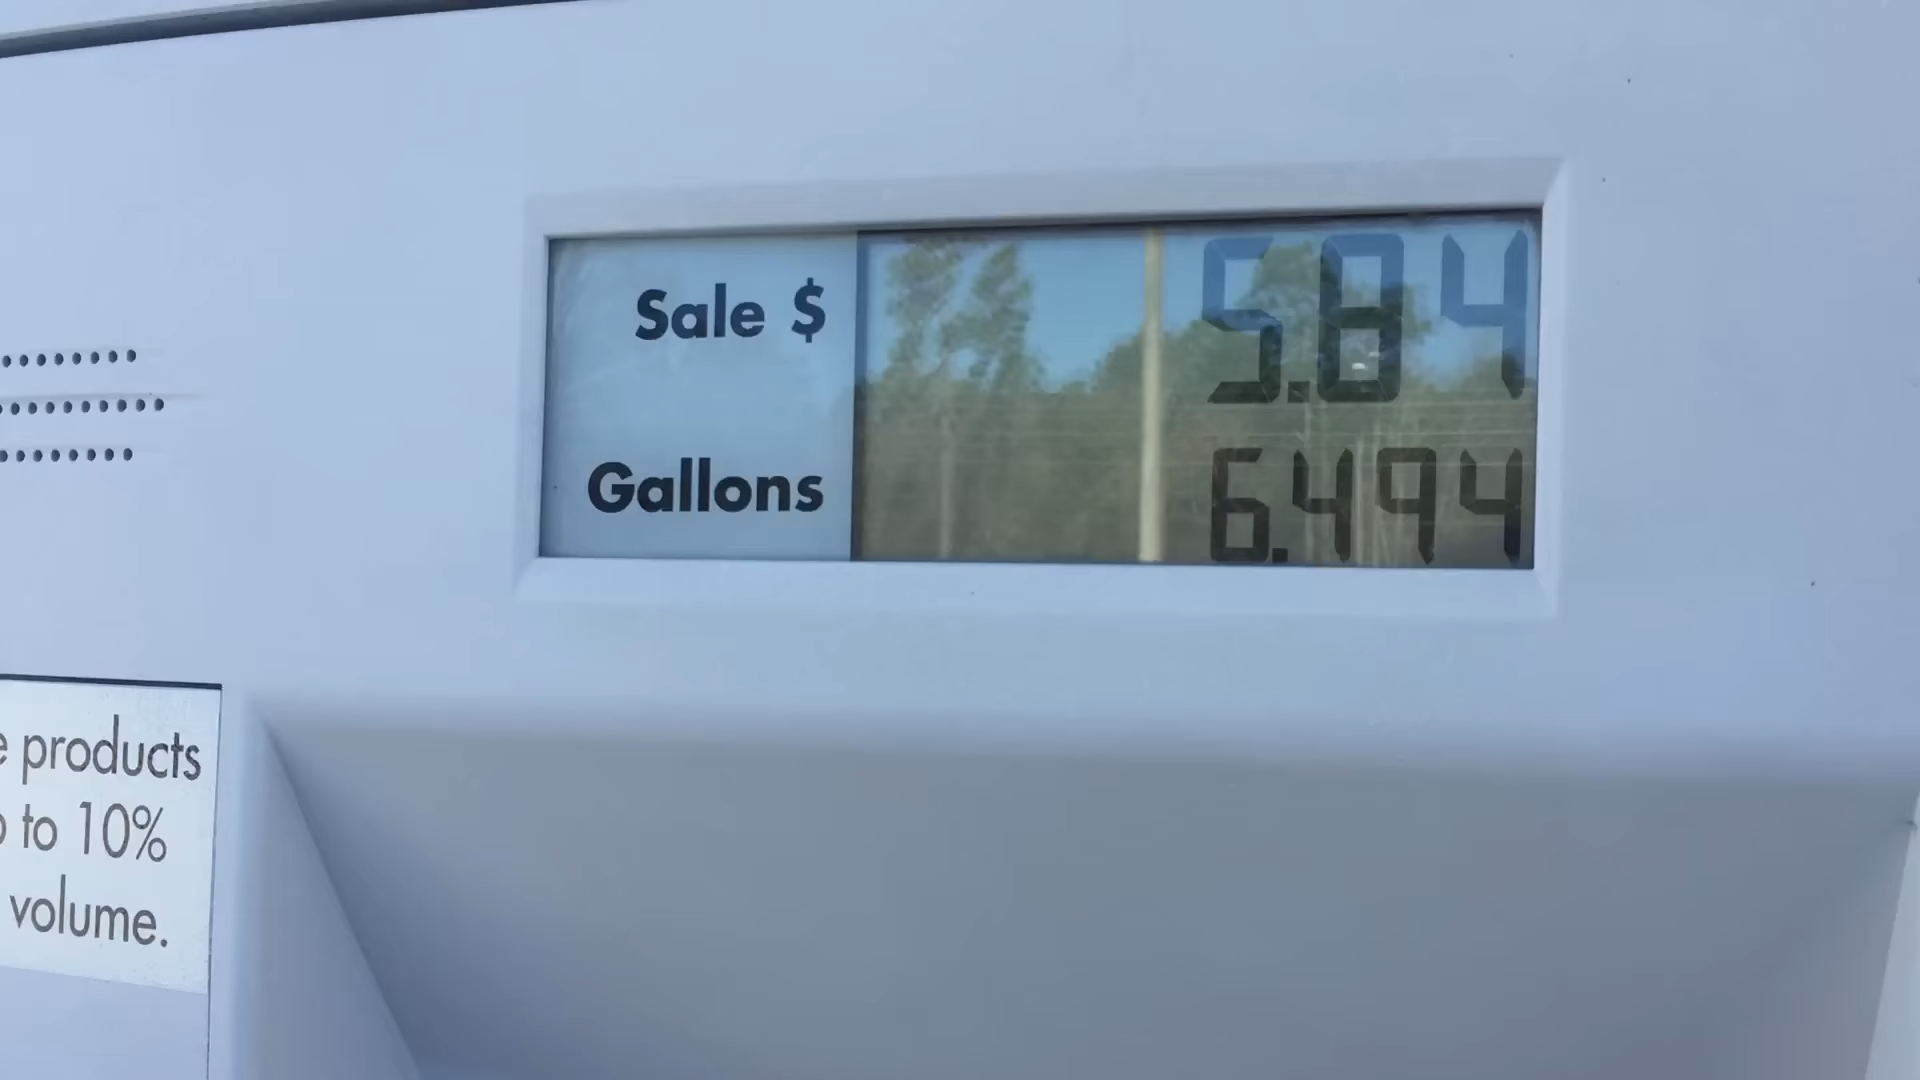 Sale $ 5.84
Gallons 6.494
products
to 10%
volume.